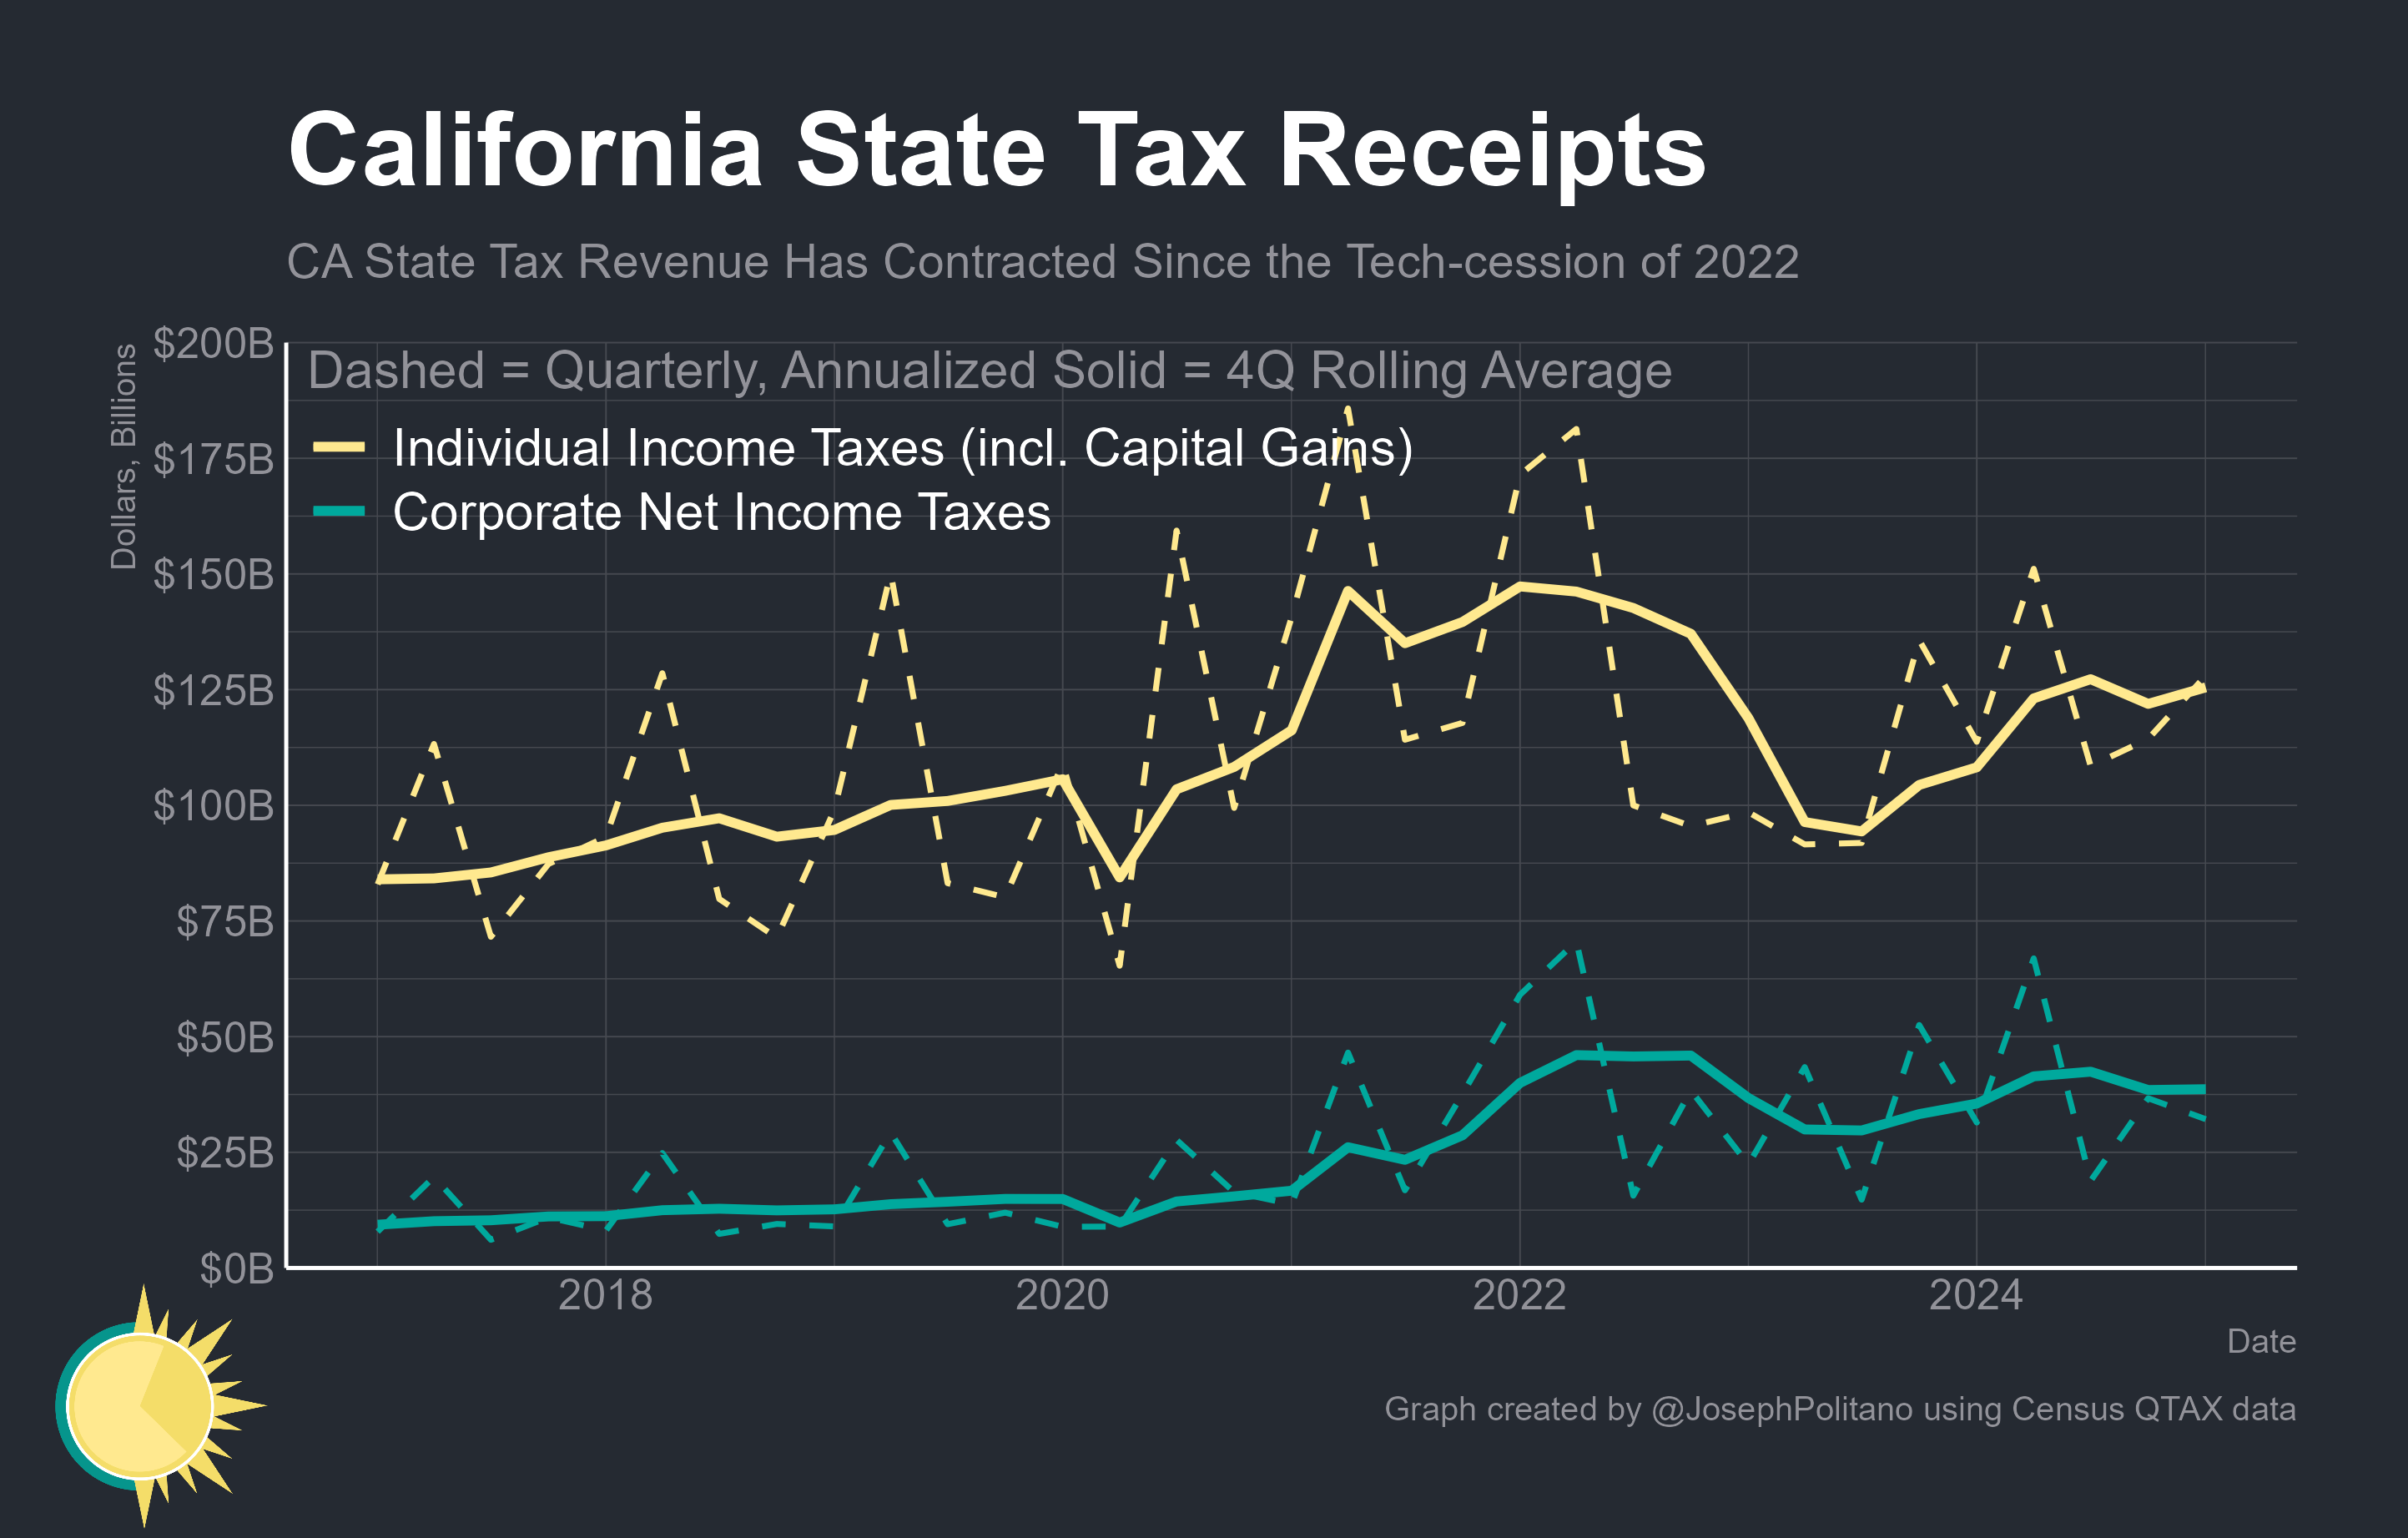 California State Tax Receipts
CA State Tax Revenue Has Contracted Since the Tech-cession of 2022
Dollars, Billions
$200B
$175B
$150B
$125B
$100B
$75B
$50B
$25B
$0B
Dashed = Quarterly, Annualized Solid = 4Q Rolling Average
Individual Income Taxes (incl. Capital Gains)
Corporate Net Income Taxes
2018
2020
2022
2024
Date
Graph created by @JosephPolitano using Census QTAX data